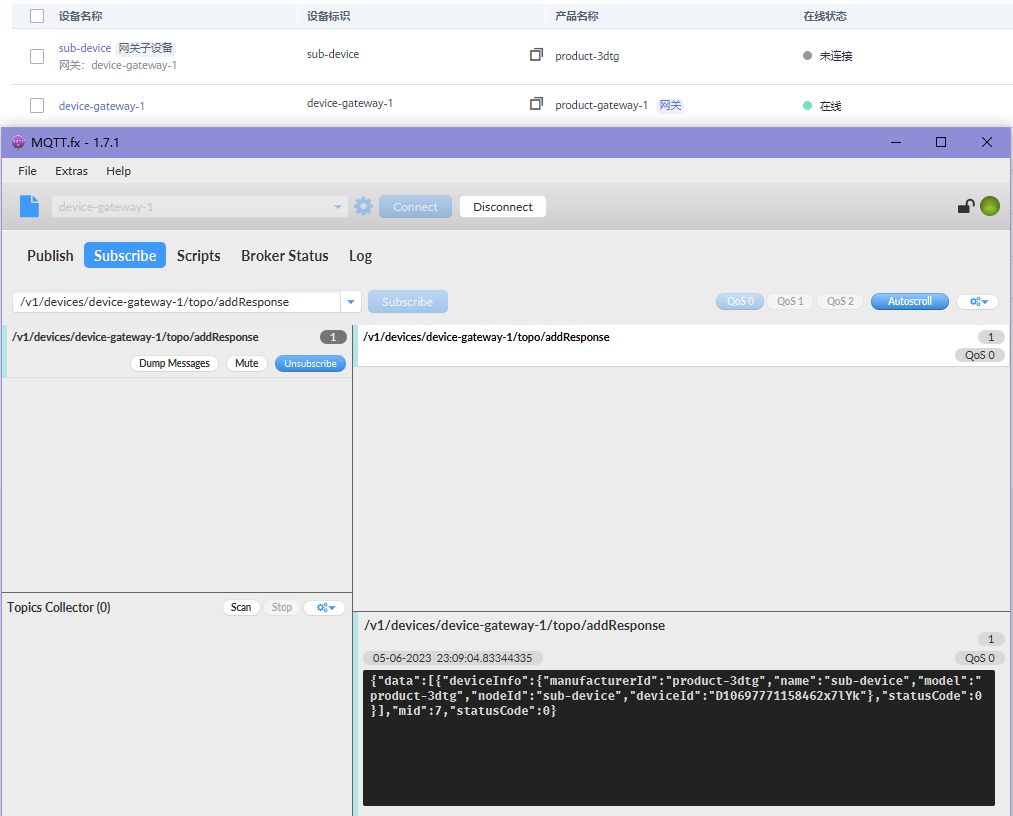 设备名称 设备标识 产品名称 在线状态
sub-device 网关子设备 sub-device product-3dtg 未连接
网关：device-gateway-1
device-gateway-1 device-gateway-1 product-gateway-1 网关 在线
MQTT.fx - 1.7.1
File Extras Help
device-gateway-1 Connect Disconnect
Publish Subscribe Scripts Broker Status Log
/v1/devices/device-gateway-1/topo/addResponse Subscribe QoS 0 QoS 1 QoS 2 Autoscroll
/v1/devices/device-gateway-1/topo/addResponse 1
Dump Messages Mute Unsubscribe
/v1/devices/device-gateway-1/topo/addResponse 1
QoS 0
Topics Collector (0) Scan Stop
/v1/devices/device-gateway-1/topo/addResponse
1
05-06-2023 23:09:04.83344335 QoS 0
{"data":[{"deviceInfo":{"manufacturerId":"product-3dtg","name":"sub-device","model":"
product-3dtg","nodeId":"sub-device","deviceId":"D10697771158462x7lYk"},"statusCode":0
}],"mid":7,"statusCode":0}